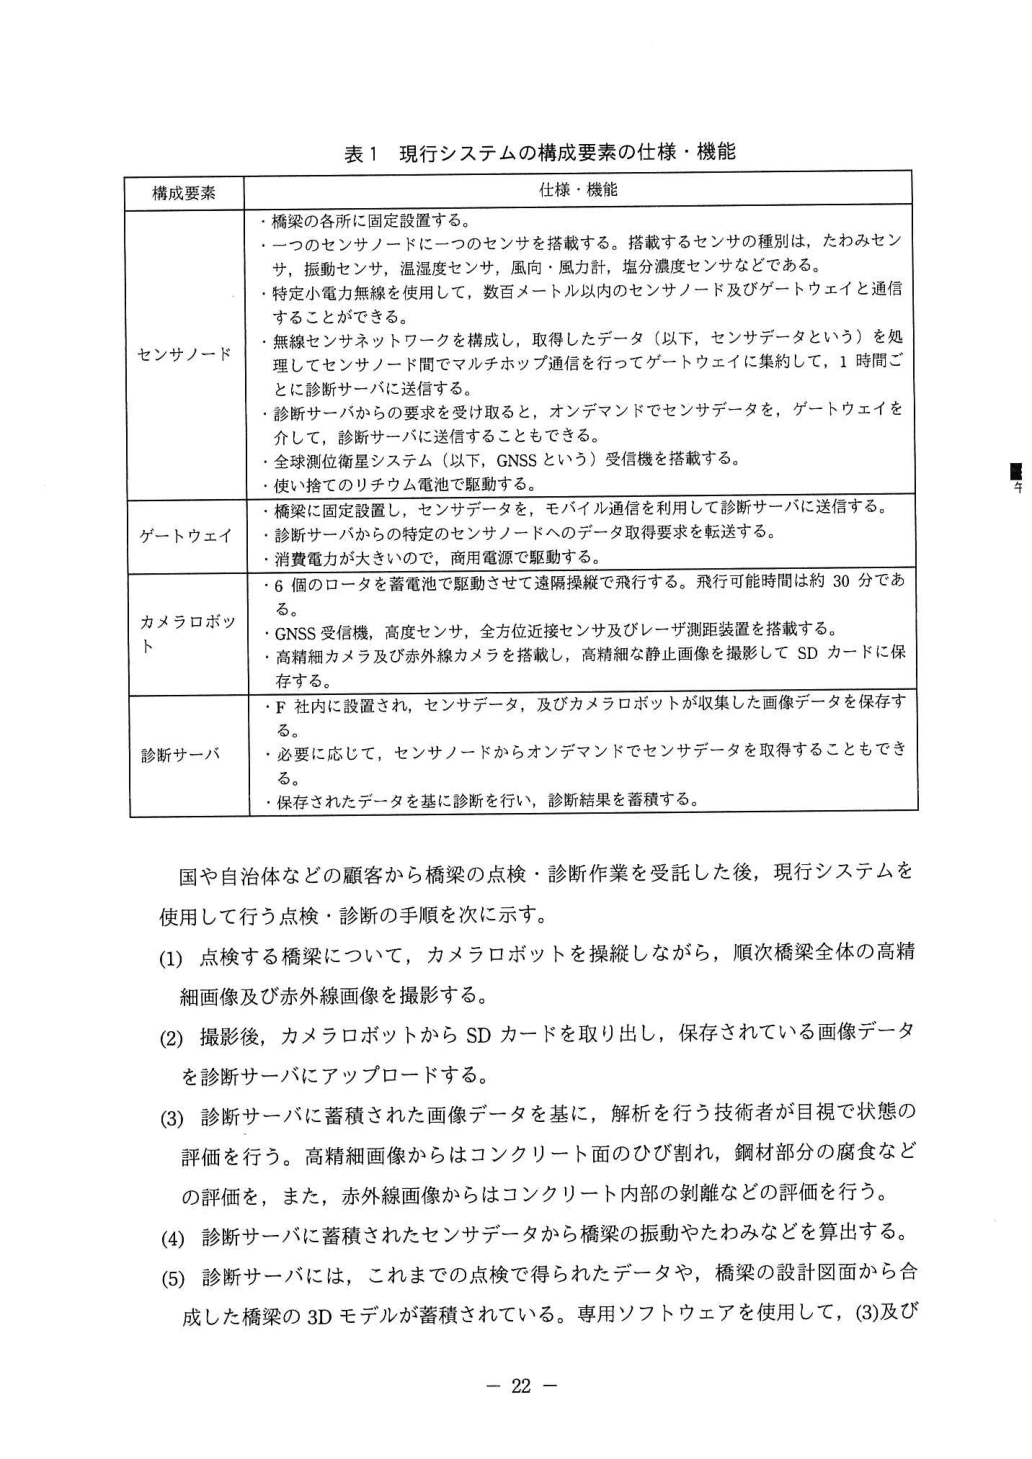 表1　現行システムの構成要素の仕様・機能
構成要素
仕様・機能
センサノード
・橋梁の各所に固定設置する。
・一つのセンサノードに一つのセンサを搭載する。搭載するセンサの種別は，たわみセン
サ，振動センサ，温湿度センサ，風向・風力計，塩分濃度センサなどである。
・特定小電力無線を使用して，数百メートル以内のセンサノード及びゲートウェイと通信
することができる。
・無線センサネットワークを構成し，取得したデータ（以下，センサデータという）を処
理してセンサノード間でマルチホップ通信を行ってゲートウェイに集約して，1 時間ご
とに診断サーバに送信する。
・診断サーバからの要求を受け取ると，オンデマンドでセンサデータを，ゲートウェイを
介して，診断サーバに送信することもできる。
・全球測位衛星システム（以下，GNSS という）受信機を搭載する。
・使い捨てのリチウム電池で駆動する。
ゲートウェイ
・橋梁に固定設置し，センサデータを，モバイル通信を利用して診断サーバに送信する。
・診断サーバからの特定のセンサノードへのデータ取得要求を転送する。
・消費電力が大きいので，商用電源で駆動する。
カメラロボッ
ト
・6 個のロータを蓄電池で駆動させて遠隔操縦で飛行する。飛行可能時間は約 30 分であ
る。
・GNSS 受信機，高度センサ，全方位近接センサ及びレーザ測距装置を搭載する。
・高精細カメラ及び赤外線カメラを搭載し，高精細な静止画像を撮影して SD カードに保
存する。
診断サーバ
・F 社内に設置され，センサデータ，及びカメラロボットが収集した画像データを保存す
る。
・必要に応じて，センサノードからオンデマンドでセンサデータを取得することもでき
る。
・保存されたデータを基に診断を行い，診断結果を蓄積する。
国や自治体などの顧客から橋梁の点検・診断作業を受託した後，現行システムを
使用して行う点検・診断の手順を次に示す。
(1) 点検する橋梁について，カメラロボットを操縦しながら，順次橋梁全体の高精
細画像及び赤外線画像を撮影する。
(2) 撮影後，カメラロボットから SD カードを取り出し，保存されている画像データ
を診断サーバにアップロードする。
(3) 診断サーバに蓄積された画像データを基に，解析を行う技術者が目視で状態の
評価を行う。高精細画像からはコンクリート面のひび割れ，鋼材部分の腐食など
の評価を，また，赤外線画像からはコンクリート内部の剝離などの評価を行う。
(4) 診断サーバに蓄積されたセンサデータから橋梁の振動やたわみなどを算出する。
(5) 診断サーバには，これまでの点検で得られたデータや，橋梁の設計図面から合
成した橋梁の 3D モデルが蓄積されている。専用ソフトウェアを使用して，(3)及び
－ 22 －